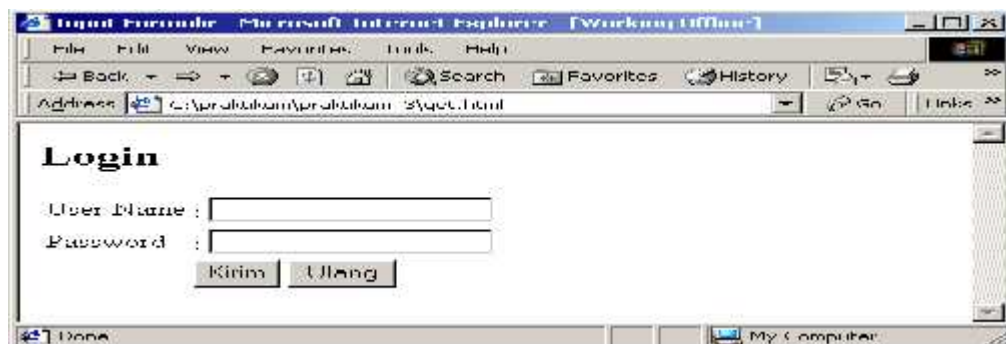 Input Formulir - Microsoft Internet Explorer - [Working Offline]
File Edit View Favorites Tools Help
Back Search Favorites History
Address C:\praktikum\praktikum 3\get.html Go Links
Login
User Name :
Password :
Kirim Ulang
Done My Computer